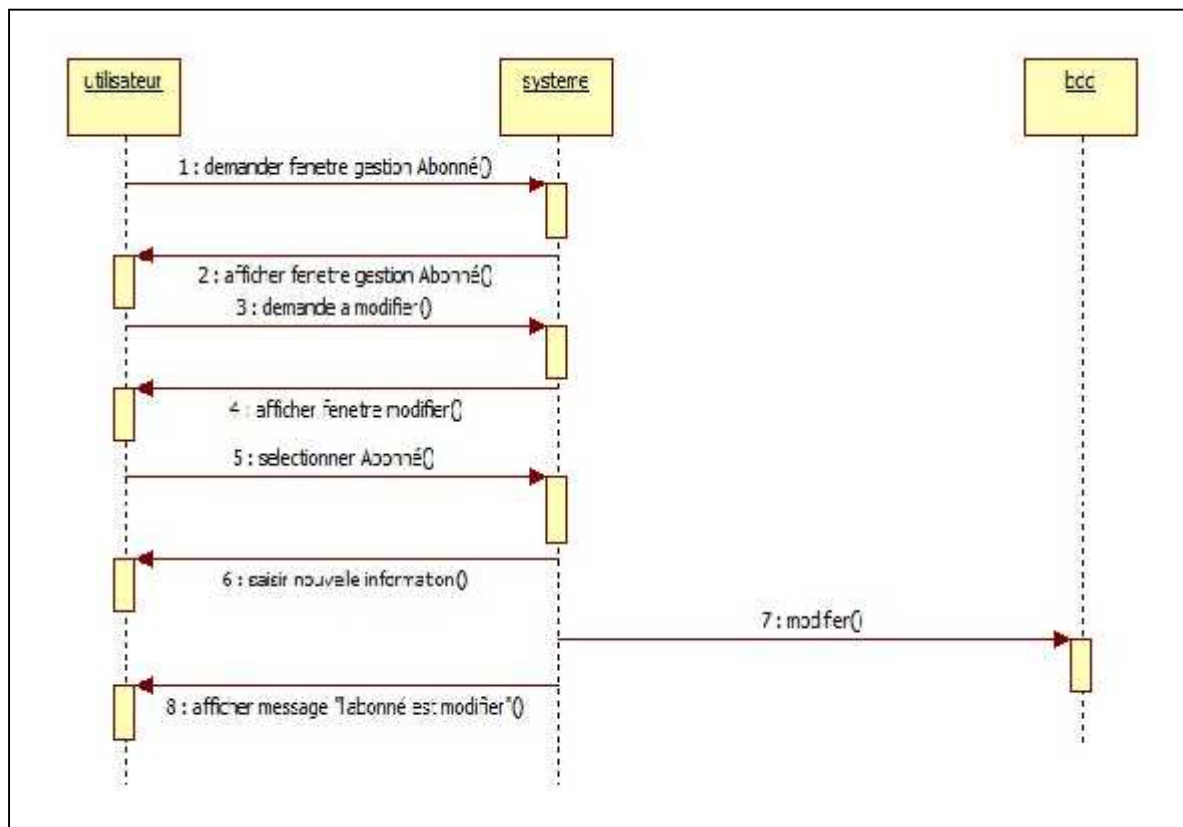 utilisateur
systeme
bdd
1 : demander fenetre gestion Abonné()
2 : afficher fenetre gestion Abonné()
3 : demande a modifier()
4 : afficher fenetre modifier()
5 : selectionner Abonné()
6 : saisir nouvelle information()
7 : modifer()
8 : afficher message "l'abonné est modifier"()